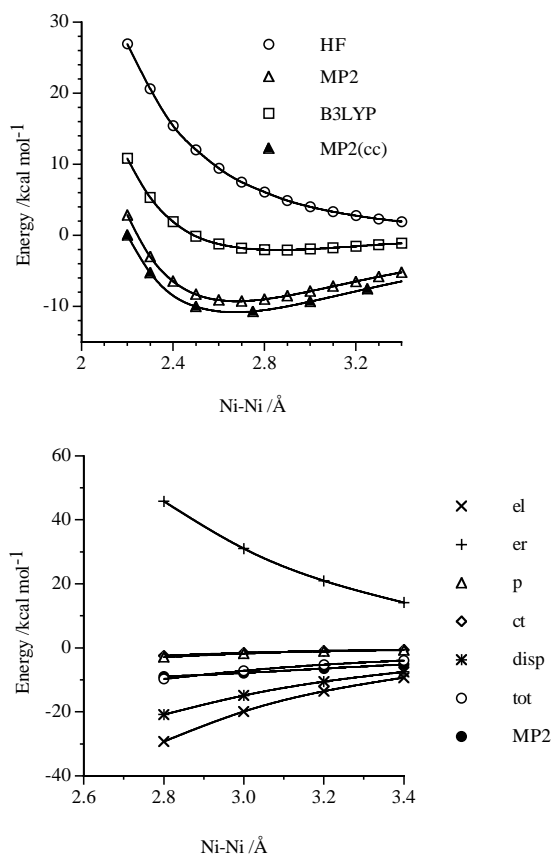 30
20
10
0
-10
Energy /kcal mol-1
2
2.4
2.8
3.2
Ni-Ni /Å
HF
MP2
B3LYP
MP2(cc)
60
40
20
0
-20
-40
Energy /kcal mol-1
2.6
2.8
3.0
3.2
3.4
Ni-Ni /Å
el
er
p
ct
disp
tot
MP2